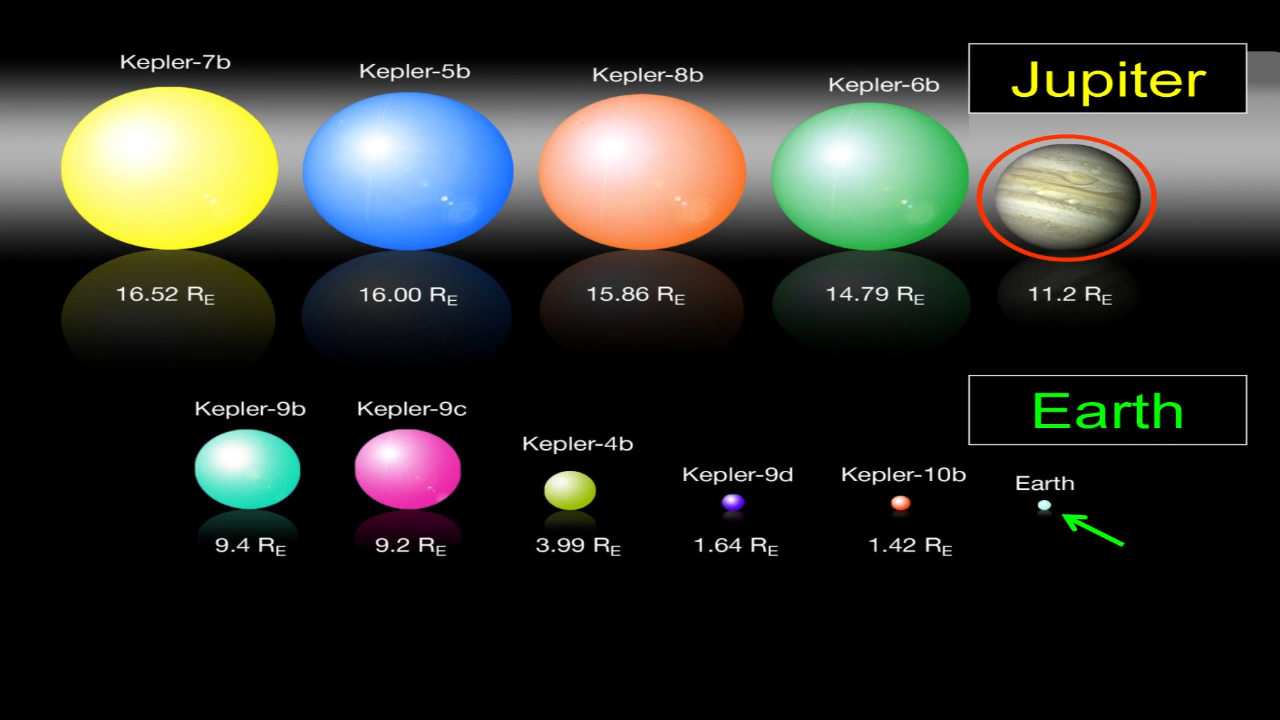 Kepler-7b
Kepler-5b
Kepler-8b
Kepler-6b
Jupiter
16.52 RE
16.00 RE
15.86 RE
14.79 RE
11.2 RE
Earth
Kepler-9b
Kepler-9c
Kepler-4b
Kepler-9d
Kepler-10b
Earth
9.4 RE
9.2 RE
3.99 RE
1.64 RE
1.42 RE